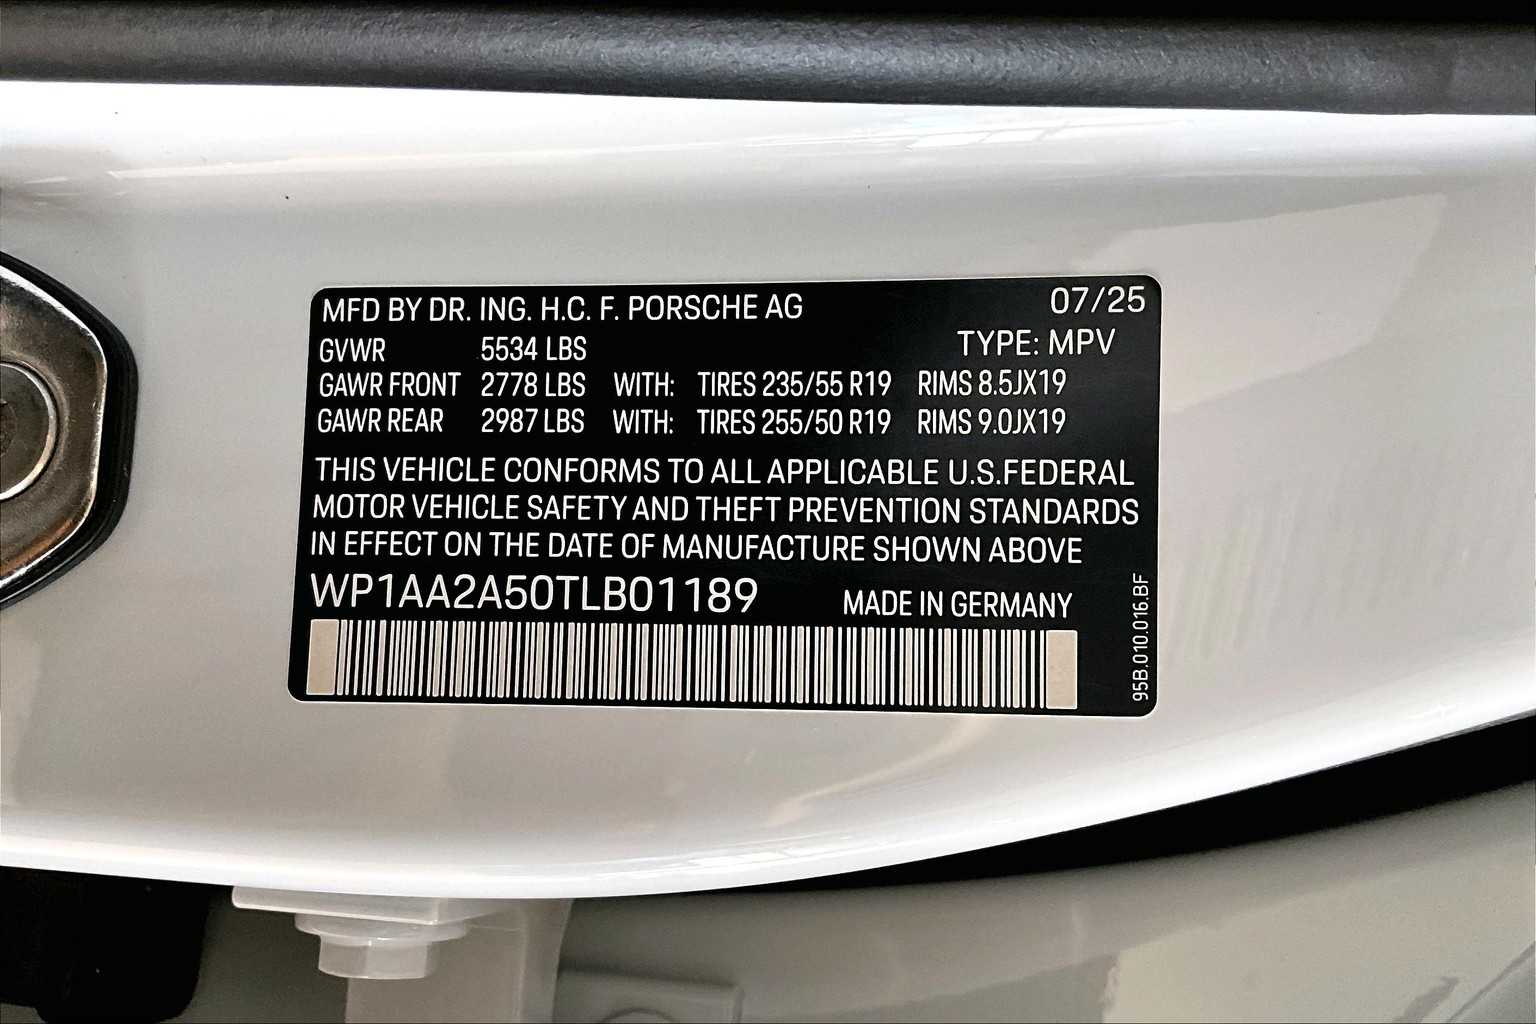 MFD BY DR. ING. H.C. F. PORSCHE AG 07/25
GVWR 5534 LBS TYPE: MPV
GAWR FRONT 2778 LBS WITH: TIRES 235/55 R19 RIMS 8.5JX19
GAWR REAR 2987 LBS WITH: TIRES 255/50 R19 RIMS 9.0JX19
THIS VEHICLE CONFORMS TO ALL APPLICABLE U.S.FEDERAL
MOTOR VEHICLE SAFETY AND THEFT PREVENTION STANDARDS
IN EFFECT ON THE DATE OF MANUFACTURE SHOWN ABOVE
WP1AA2A50TLB01189 MADE IN GERMANY
95B.010.016.BF